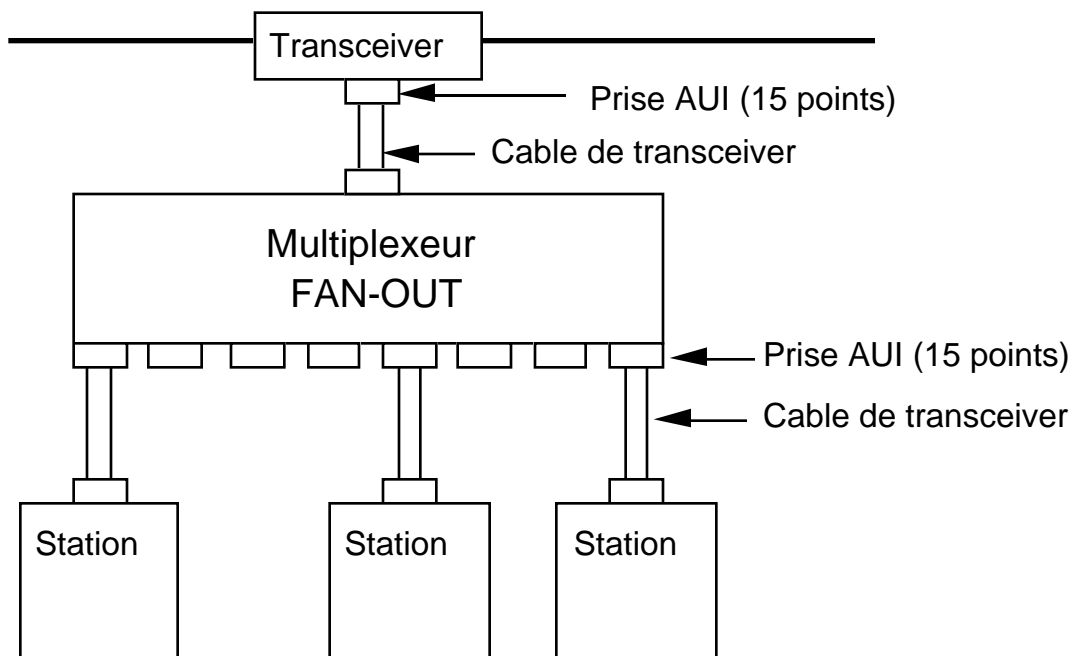 Transceiver
Prise AUI (15 points)
Cable de transceiver
Multiplexeur
FAN-OUT
Prise AUI (15 points)
Cable de transceiver
Station
Station
Station